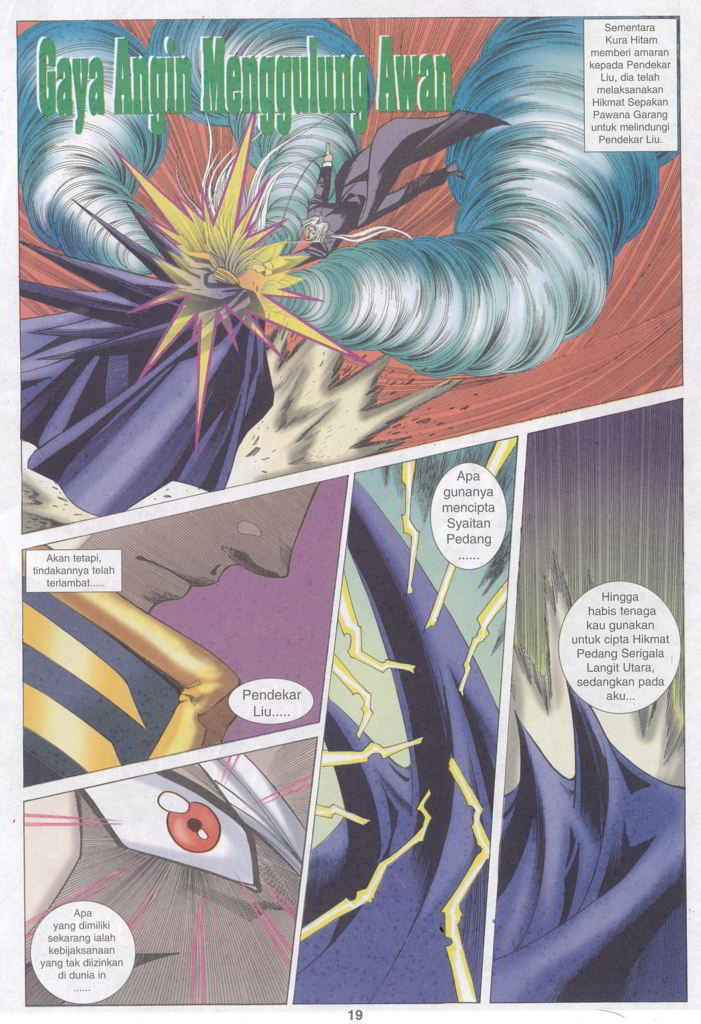 Gaya Angin Menggulung Awan
Sementara
Kura Hitam
memberi amaran
kepada Pendekar
Liu, dia telah
melaksanakan
Hikmat Sepakan
Pawana Garang
untuk melindungi
Pendekar Liu.
Akan tetapi,
tindakannya telah
terlambat.....
Pendekar
Liu.....
Apa
yang dimiliki
sekarang ialah
kebijaksanaan
yang tak diizinkan
di dunia in
......
Apa
gunanya
mencipta
Syaitan
Pedang
......
Hingga
habis tenaga
kau gunakan
untuk cipta Hikmat
Pedang Serigala
Langit Utara,
sedangkan pada
aku...
19